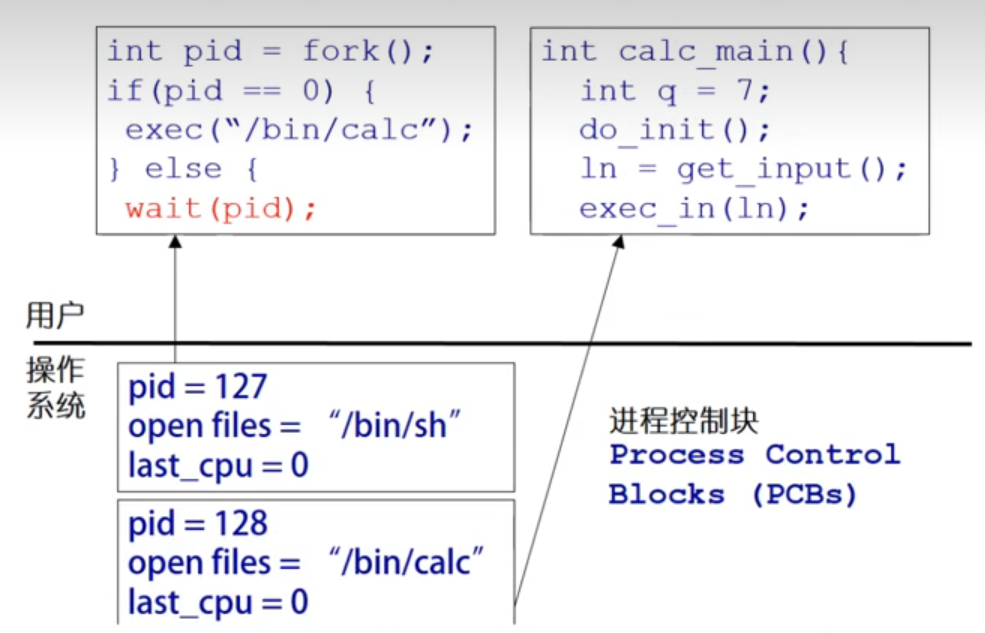 int pid = fork();
if(pid == 0) {
exec(“/bin/calc”);
} else {
wait(pid);
int calc_main(){
int q = 7;
do_init();
ln = get_input();
exec_in(ln);
用户
操作
系统
pid = 127
open files = “/bin/sh”
last_cpu = 0
pid = 128
open files = “/bin/calc”
last_cpu = 0
进程控制块
Process Control
Blocks (PCBs)